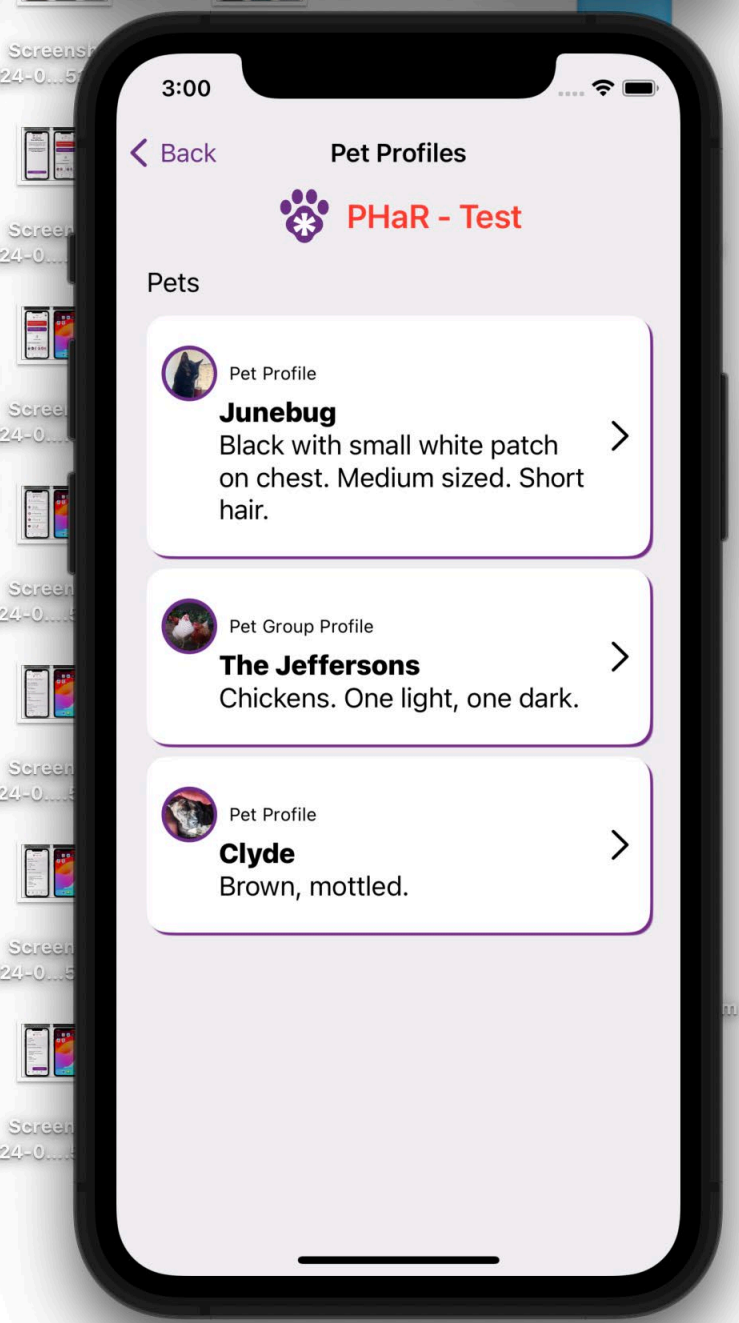 3:00
Back
Pet Profiles
PHaR - Test
Pets
Pet Profile
Junebug
Black with small white patch
on chest. Medium sized. Short
hair.
Pet Group Profile
The Jeffersons
Chickens. One light, one dark.
Pet Profile
Clyde
Brown, mottled.